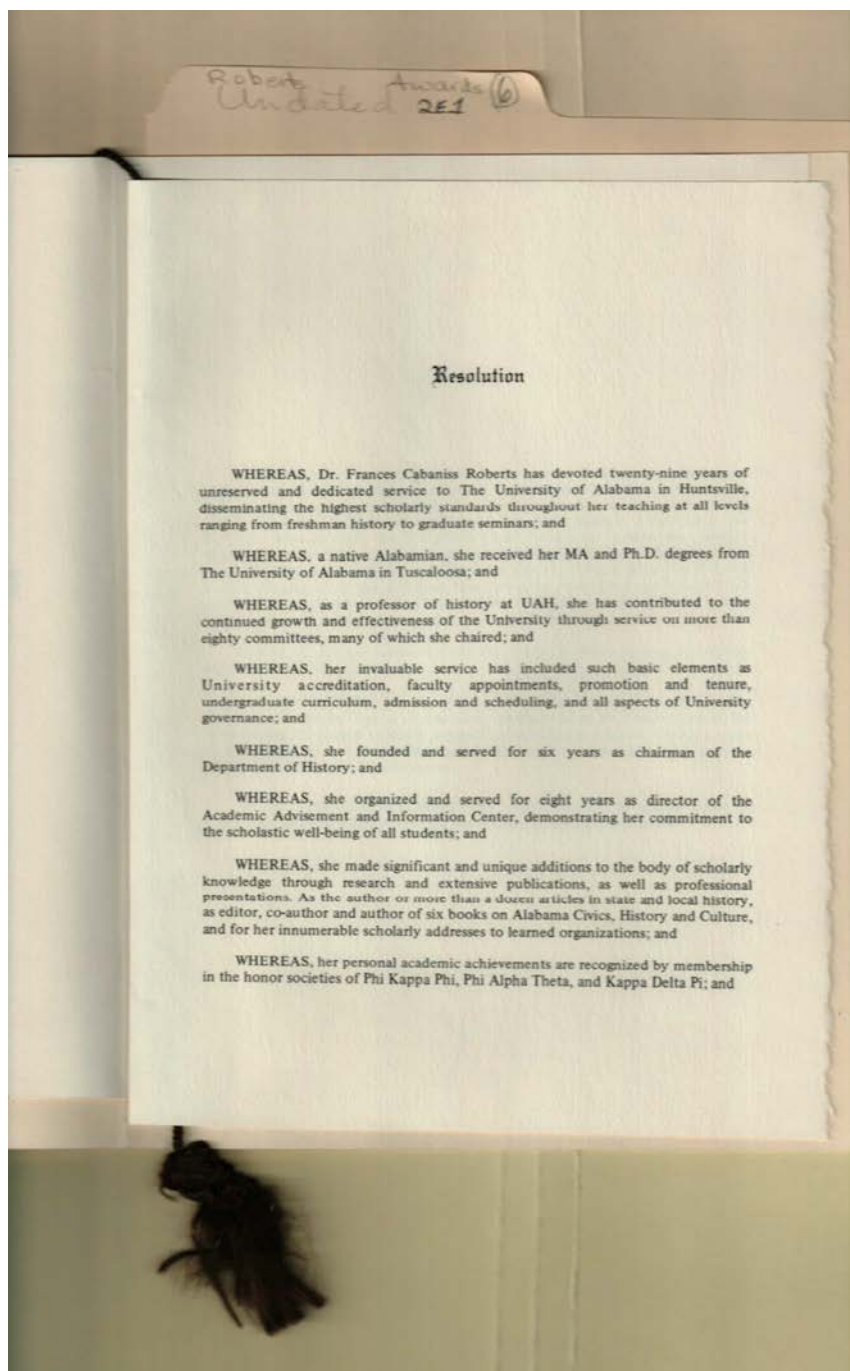 Roberts Awards (6)
Undated 2E1
Resolution
WHEREAS, Dr. Frances Cabaniss Roberts has devoted twenty-nine years of
unreserved and dedicated service to The University of Alabama in Huntsville,
disseminating the highest scholarly standards throughout her teaching at all levels
ranging from freshman history to graduate seminars; and
WHEREAS, a native Alabamian, she received her MA and Ph.D. degrees from
The University of Alabama in Tuscaloosa; and
WHEREAS, as a professor of history at UAH, she has contributed to the
continued growth and effectiveness of the University through service on more than
eighty committees, many of which she chaired; and
WHEREAS, her invaluable service has included such basic elements as
University accreditation, faculty appointments, promotion and tenure,
undergraduate curriculum, admission and scheduling, and all aspects of University
governance; and
WHEREAS, she founded and served for six years as chairman of the
Department of History; and
WHEREAS, she organized and served for eight years as director of the
Academic Advisement and Information Center, demonstrating her commitment to
the scholastic well-being of all students; and
WHEREAS, she made significant and unique additions to the body of scholarly
knowledge through research and extensive publications, as well as professional
presentations. As the author or more than a dozen articles in state and local history,
as editor, co-author and author of six books on Alabama Civics, History and Culture,
and for her innumerable scholarly addresses to learned organizations; and
WHEREAS, her personal academic achievements are recognized by membership
in the honor societies of Phi Kappa Phi, Phi Alpha Theta, and Kappa Delta Pi; and